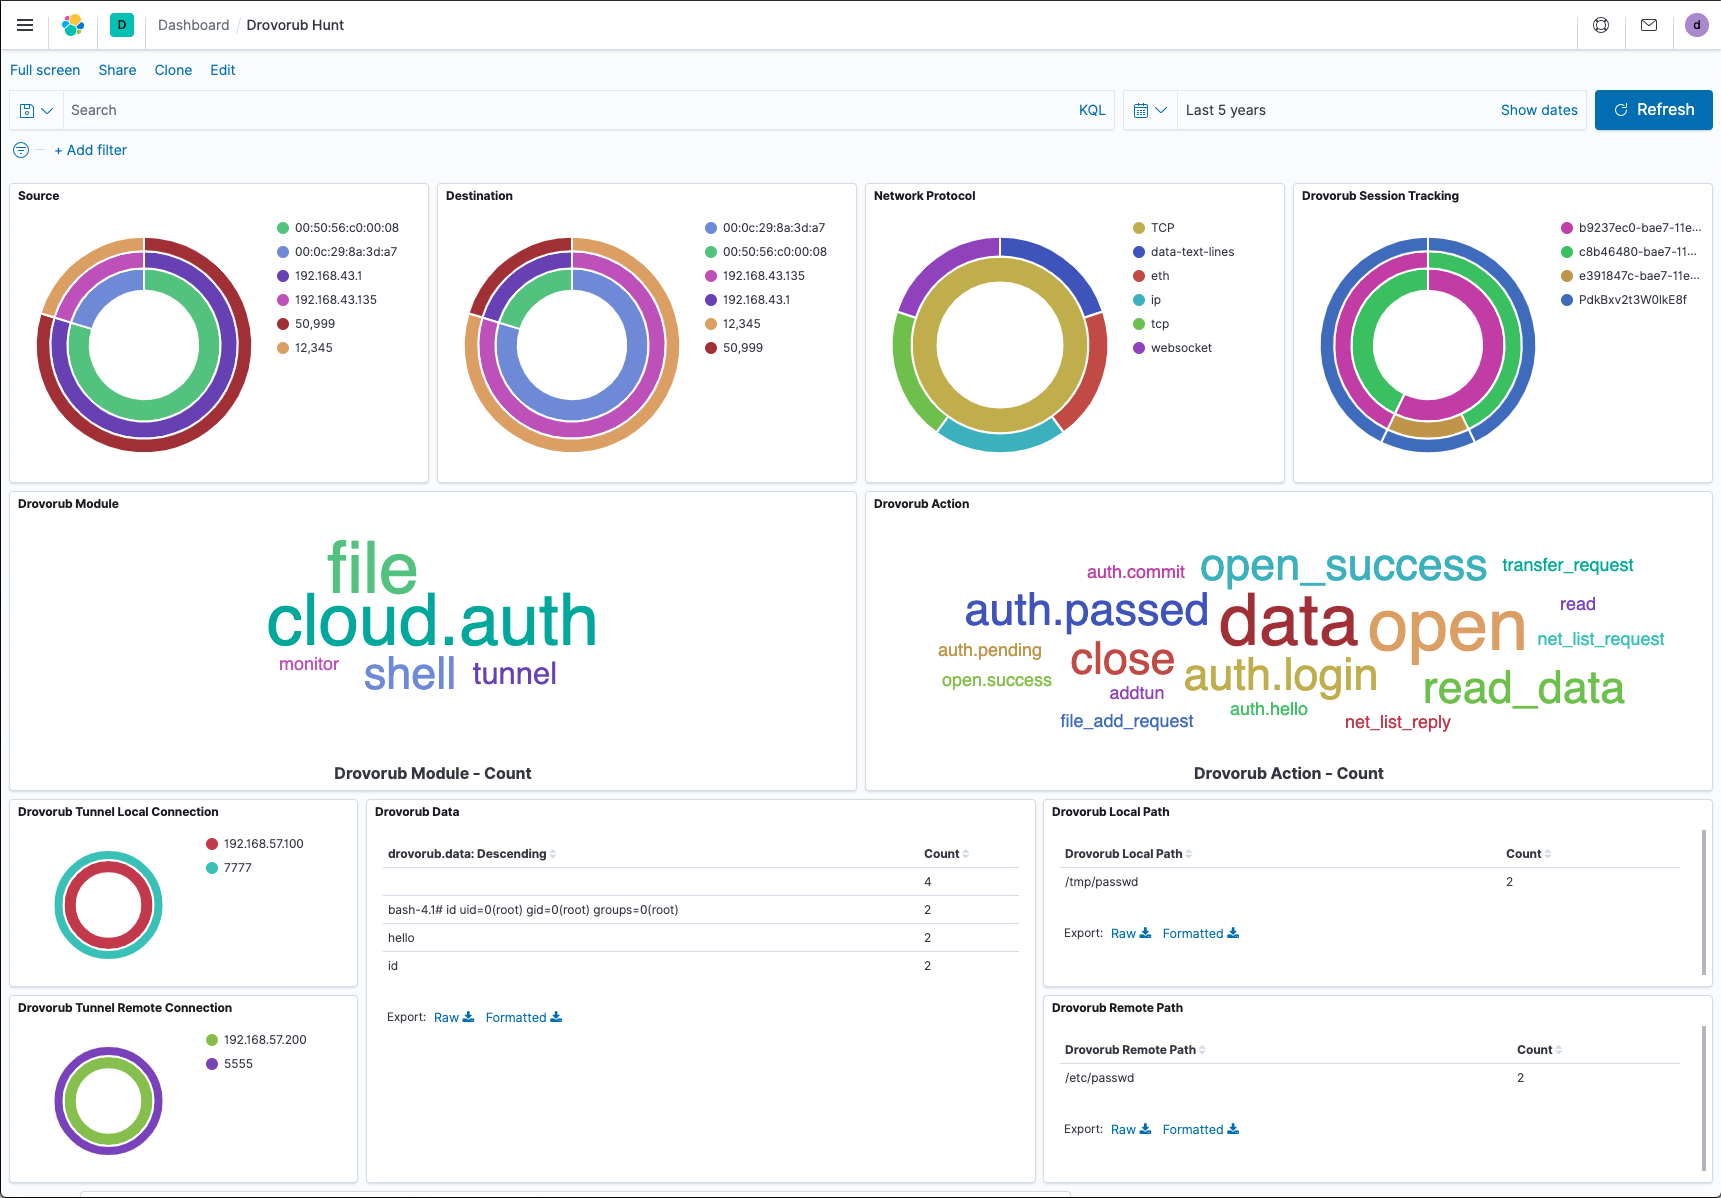 D Dashboard / Drovorub Hunt d
Full screen Share Clone Edit
Search KQL Last 5 years Show dates Refresh
+ Add filter
Source
00:50:56:c0:00:08
00:0c:29:8a:3d:a7
192.168.43.1
192.168.43.135
50,999
12,345
Destination
00:0c:29:8a:3d:a7
00:50:56:c0:00:08
192.168.43.135
192.168.43.1
12,345
50,999
Network Protocol
TCP
data-text-lines
eth
ip
tcp
websocket
Drovorub Session Tracking
b9237ec0-bae7-11e...
c8b46480-bae7-11...
e391847c-bae7-11e...
PdkBxv2t3W0IkE8f
Drovorub Module
file
cloud.auth
monitor shell tunnel
Drovorub Module - Count
Drovorub Action
auth.commit open_success transfer_request
auth.passed data open read
auth.pending close net_list_request
open.success auth.login read_data
addtun
auth.hello
file_add_request net_list_reply
Drovorub Action - Count
Drovorub Tunnel Local Connection
192.168.57.100
7777
Drovorub Tunnel Remote Connection
192.168.57.200
5555
Drovorub Data
drovorub.data: Descending Count
4
bash-4.1# id uid=0(root) gid=0(root) groups=0(root) 2
hello 2
id 2
Export: Raw Formatted
Drovorub Local Path
Drovorub Local Path Count
/tmp/passwd 2
Export: Raw Formatted
Drovorub Remote Path
Drovorub Remote Path Count
/etc/passwd 2
Export: Raw Formatted